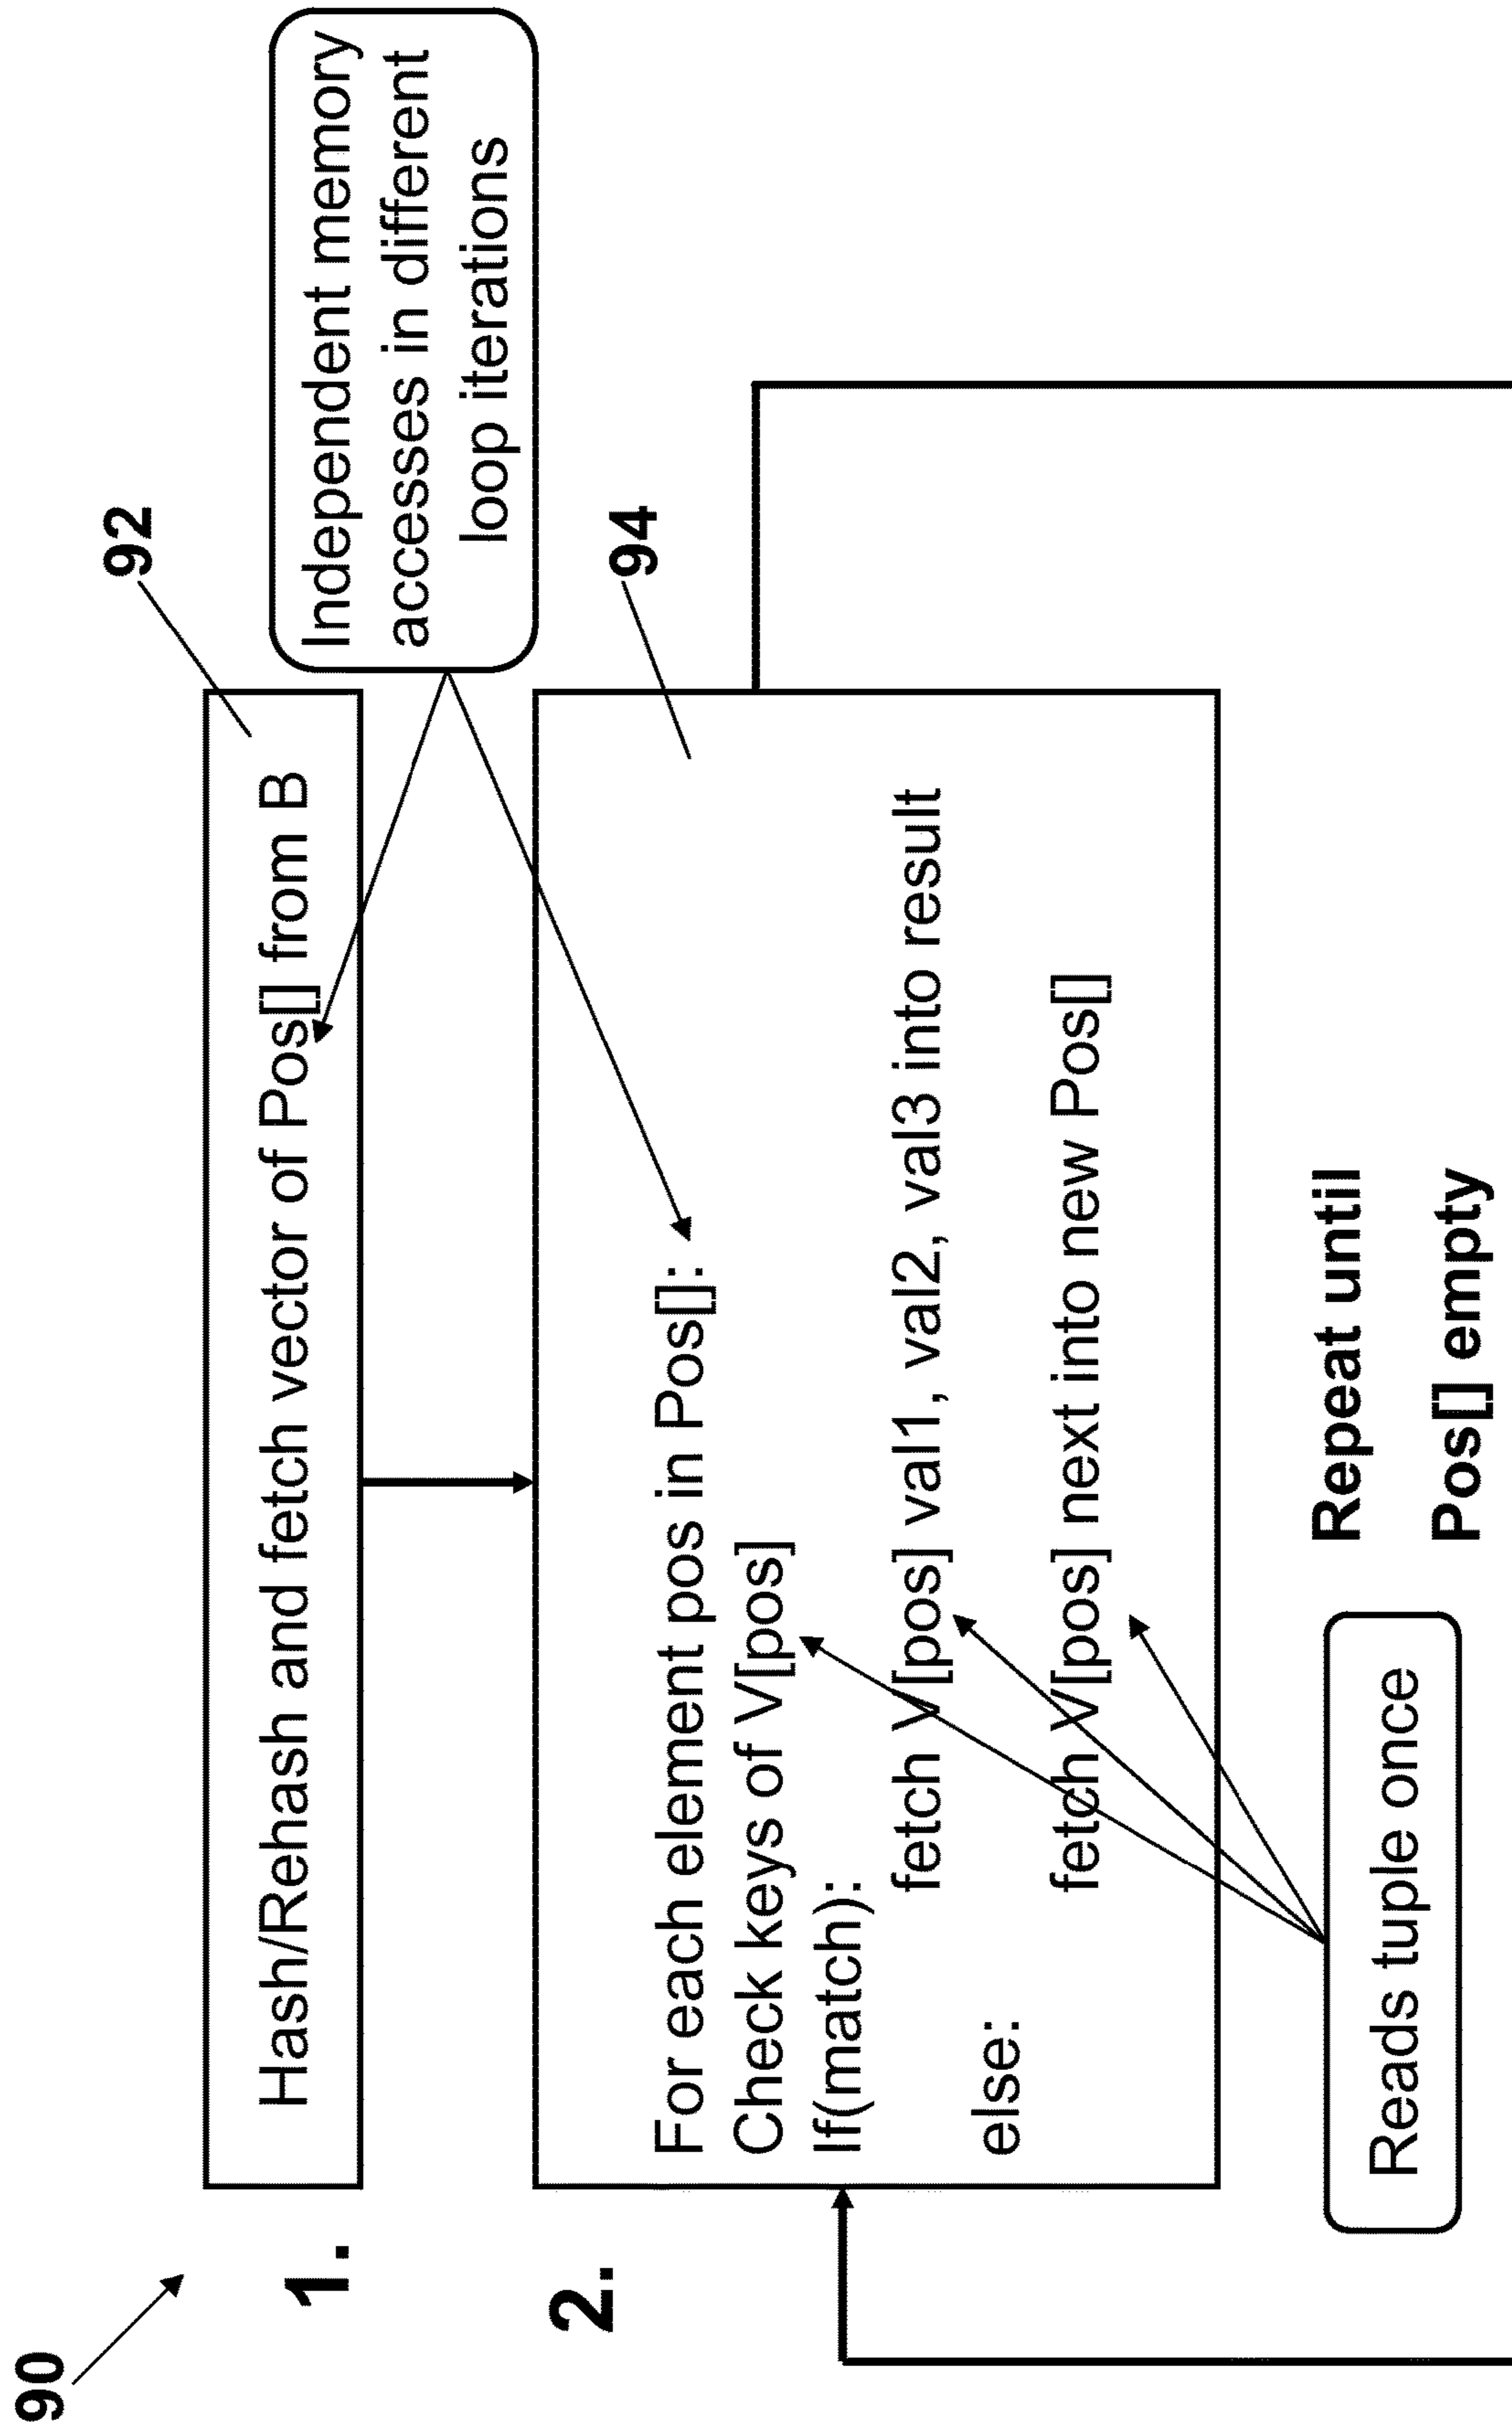 90
92
1.
Hash/Rehash and fetch vector of Pos[] from B
Independent memory
accesses in different
loop iterations
2.
94
For each element pos in Pos[]:
Check keys of V[pos]
If(match):
fetch V[pos] val1, val2, val3 into result
else:
fetch V[pos] next into new Pos[]
Reads tuple once
Repeat until
Pos[] empty